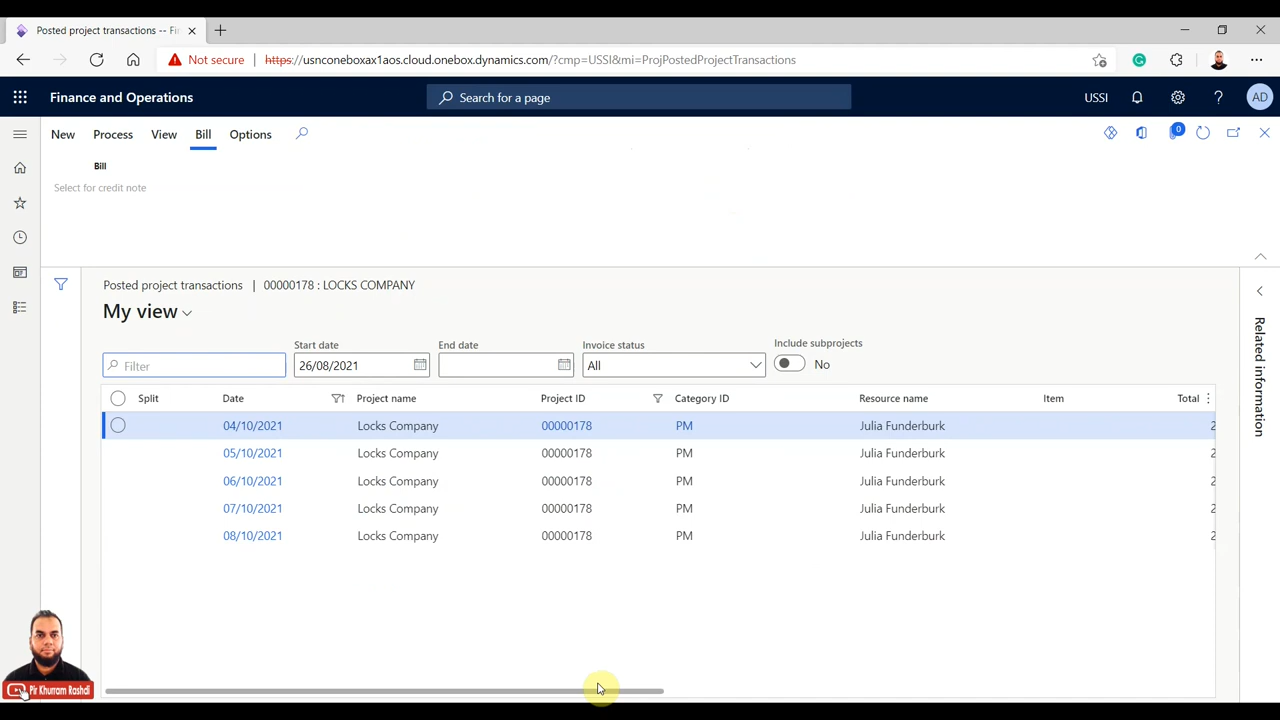 Posted project transactions -- Fi
Not secure https://usnconeboxax1aos.cloud.onebox.dynamics.com/?cmp=USSI&mi=ProjPostedProjectTransactions
Finance and Operations Search for a page USSI ? AD
New Process View Bill Options 0
Bill
Select for credit note
Posted project transactions | 00000178 : LOCKS COMPANY
My view
Start date End date Invoice status Include subprojects
Filter 26/08/2021 All No
Related information
Split Date Project name Project ID Category ID Resource name Item Total
04/10/2021 Locks Company 00000178 PM Julia Funderburk 2
05/10/2021 Locks Company 00000178 PM Julia Funderburk 2
06/10/2021 Locks Company 00000178 PM Julia Funderburk 2
07/10/2021 Locks Company 00000178 PM Julia Funderburk 2
08/10/2021 Locks Company 00000178 PM Julia Funderburk 2
Pir Khurram Rashdi